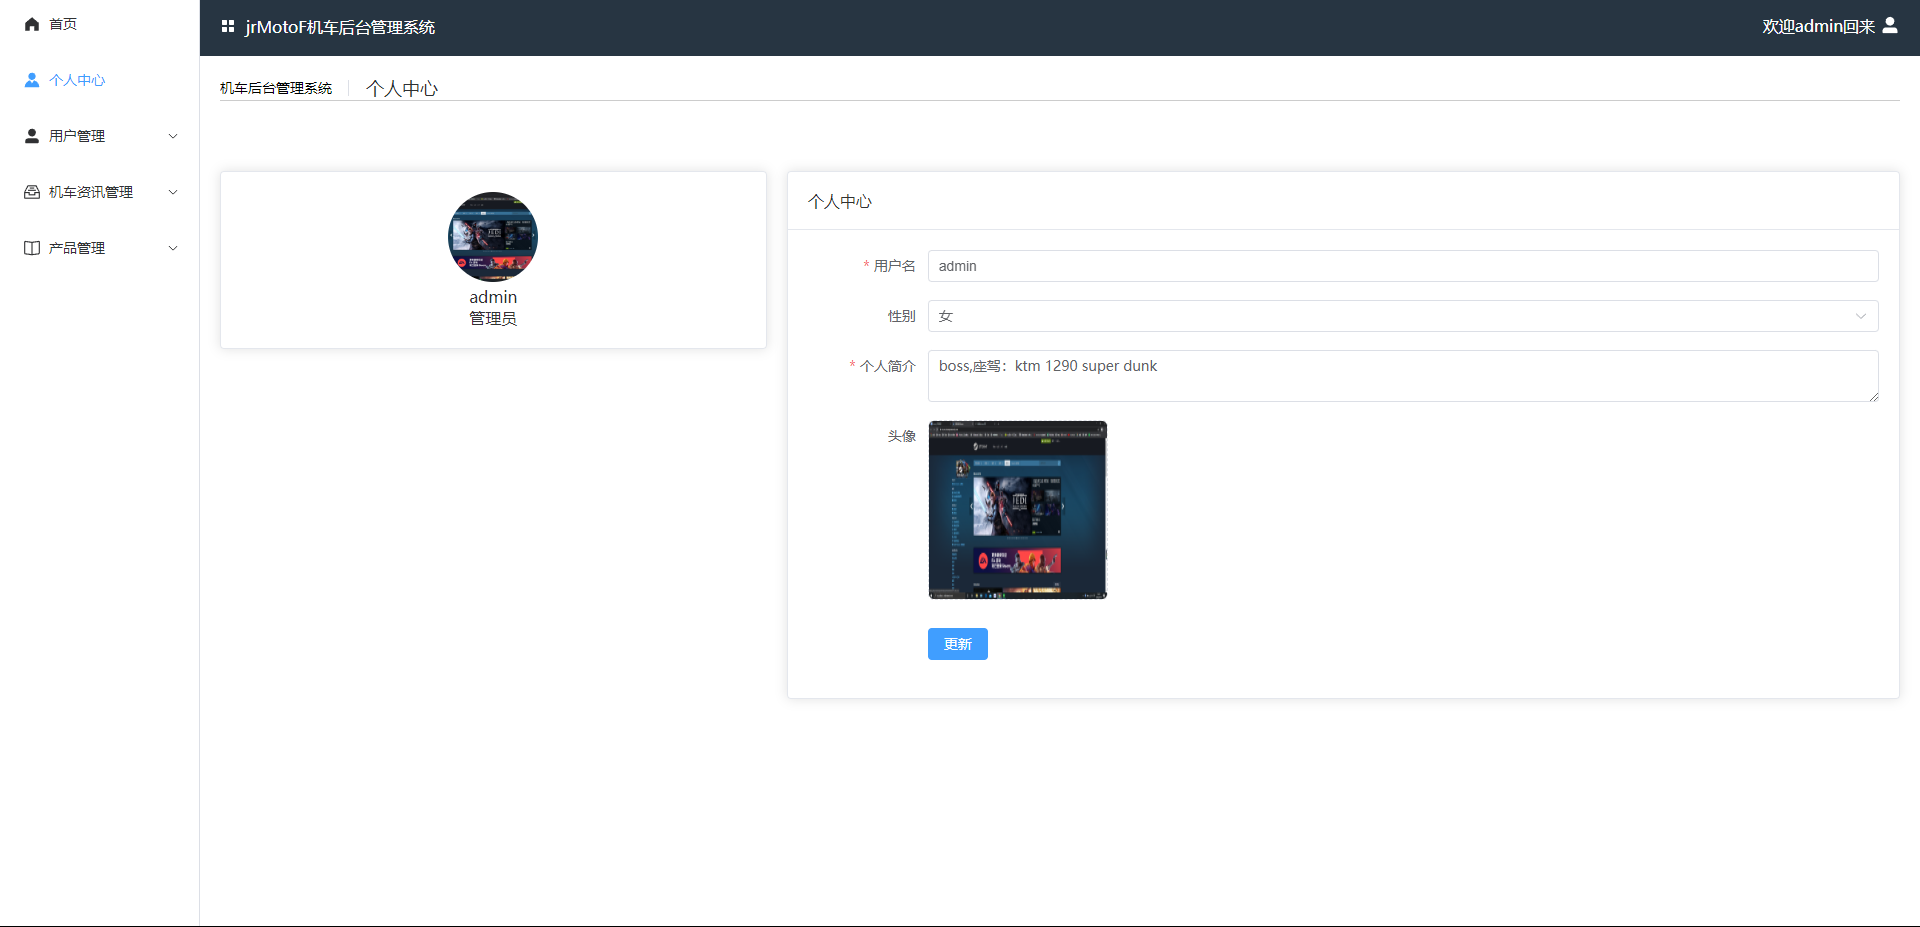 首页
个人中心
用户管理
机车资讯管理
产品管理
jrMotoF机车后台管理系统
欢迎admin回来
机车后台管理系统
个人中心
admin
管理员
个人中心
* 用户名
admin
性别
女
* 个人简介
boss,座驾：ktm 1290 super dunk
头像
JEDI
更新